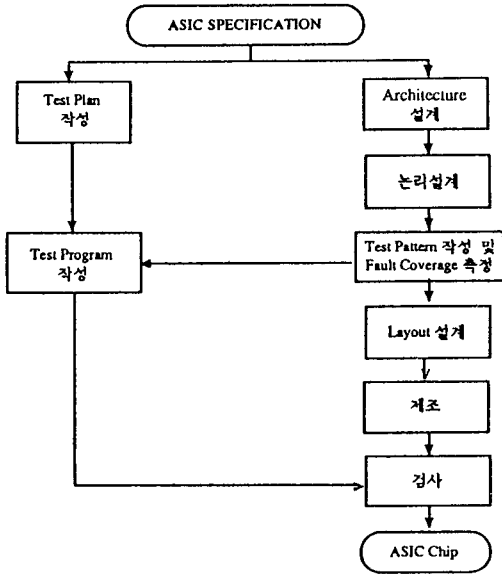 ASIC SPECIFICATION
Test Plan
작성
Architecture
설계
논리설계
Test Program
작성
Test Pattern 작성 및
Fault Coverage 측정
Layout 설계
제조
검사
ASIC Chip